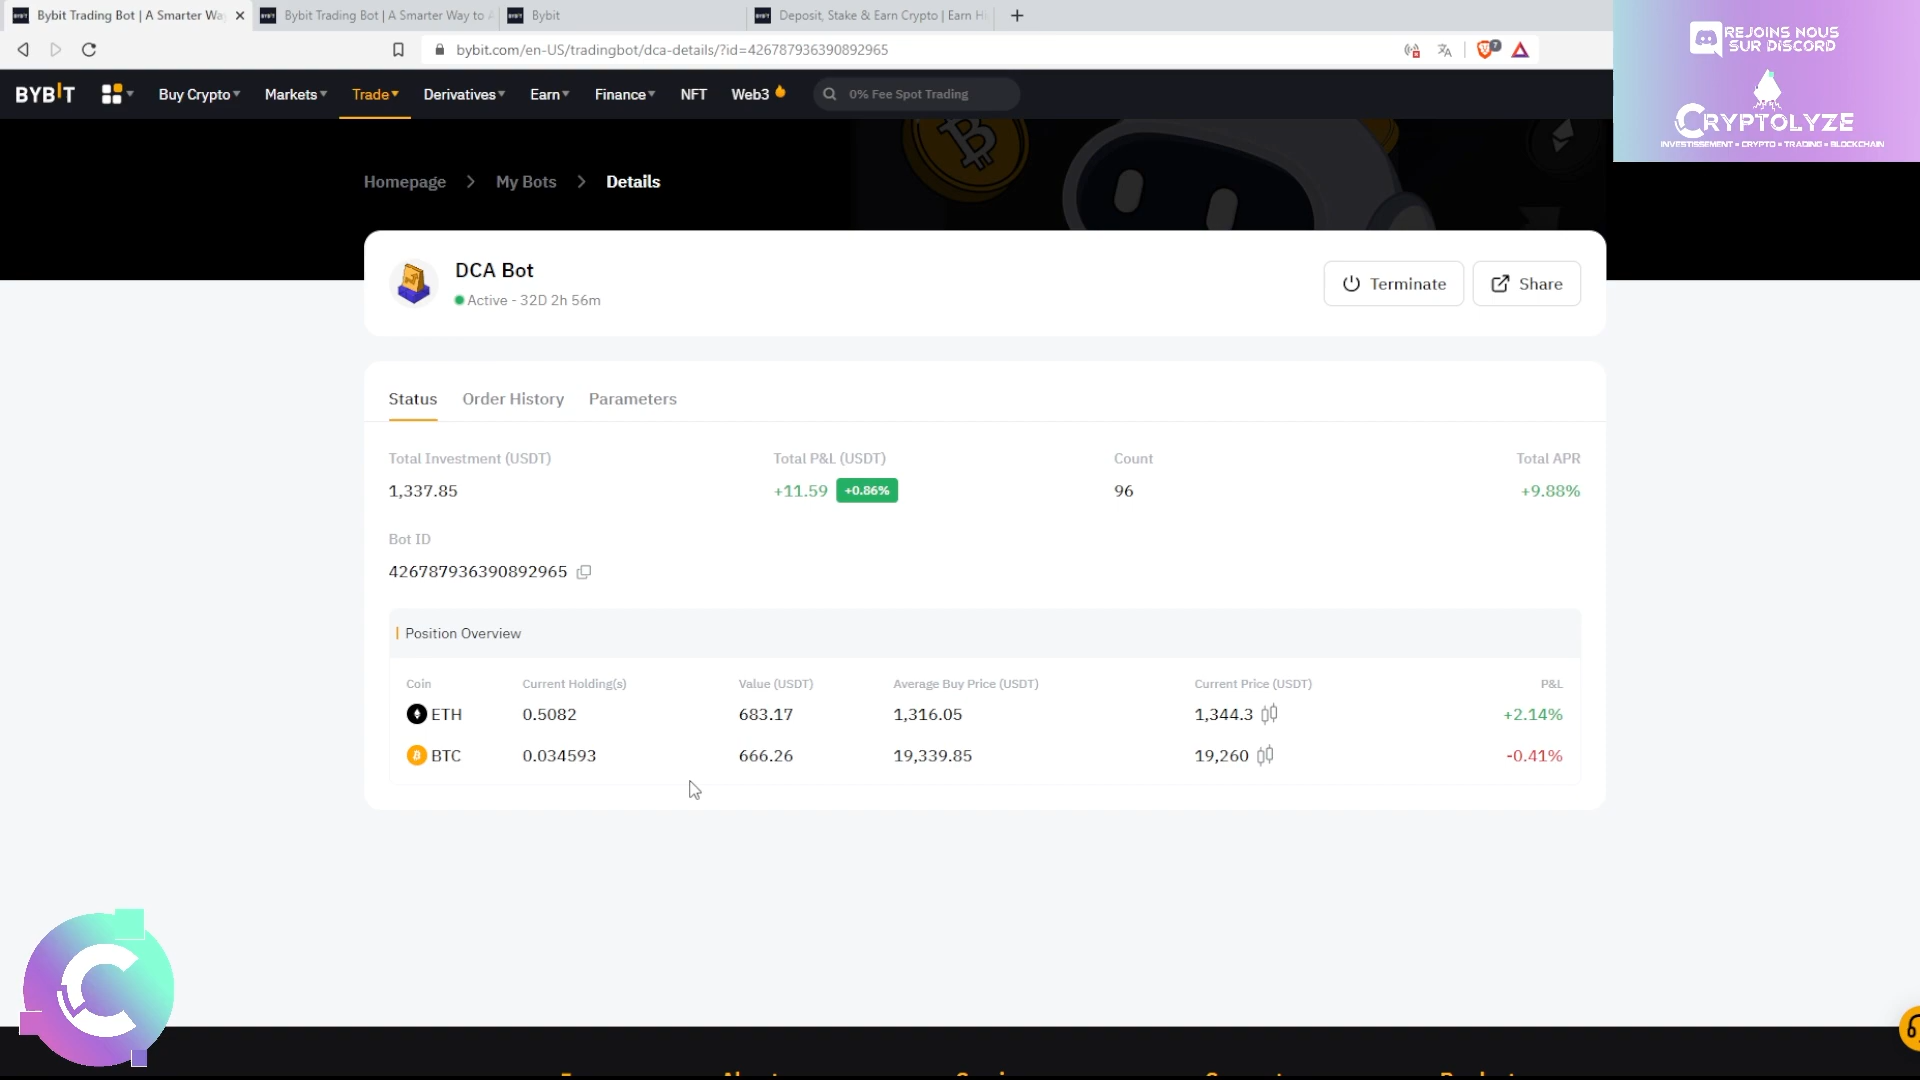 Bybit Trading Bot | A Smarter Wa
Bybit Trading Bot | A Smarter Way to
Bybit
Deposit, Stake & Earn Crypto | Earn Hi
bybit.com/en-US/tradingbot/dca-details/?id=426787936390892965
7
REJOINS NOUS
SUR DISCORD
CRYPTOLYZE
INVESTISSEMENT • CRYPTO • TRADING • BLOCKCHAIN
BYBIT
Buy Crypto
Markets
Trade
Derivatives
Earn
Finance
NFT
Web3
0% Fee Spot Trading
Homepage > My Bots > Details
DCA Bot
Active - 32D 2h 56m
Terminate
Share
Status Order History Parameters
Total Investment (USDT) Total P&L (USDT) Count Total APR
1,337.85 +11.59 +0.86% 96 +9.88%
Bot ID
426787936390892965
Position Overview
Coin Current Holding(s) Value (USDT) Average Buy Price (USDT) Current Price (USDT) P&L
ETH 0.5082 683.17 1,316.05 1,344.3 +2.14%
BTC 0.034593 666.26 19,339.85 19,260 -0.41%